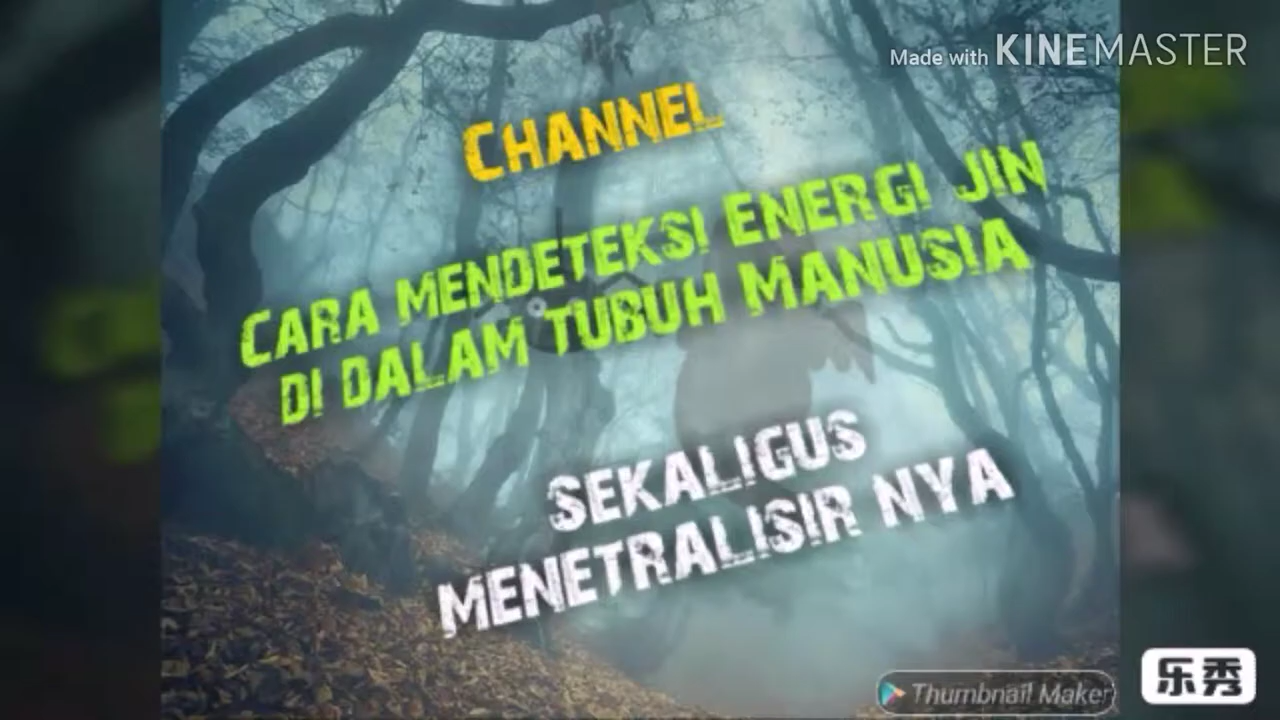 Made with KINEMASTER
CHANNEL
CARA MENDETEKSI ENERGI JIN
DI DALAM TUBUH MANUSIA
SEKALIGUS
MENETRALISIR NYA
Thumbnail Maker
乐秀